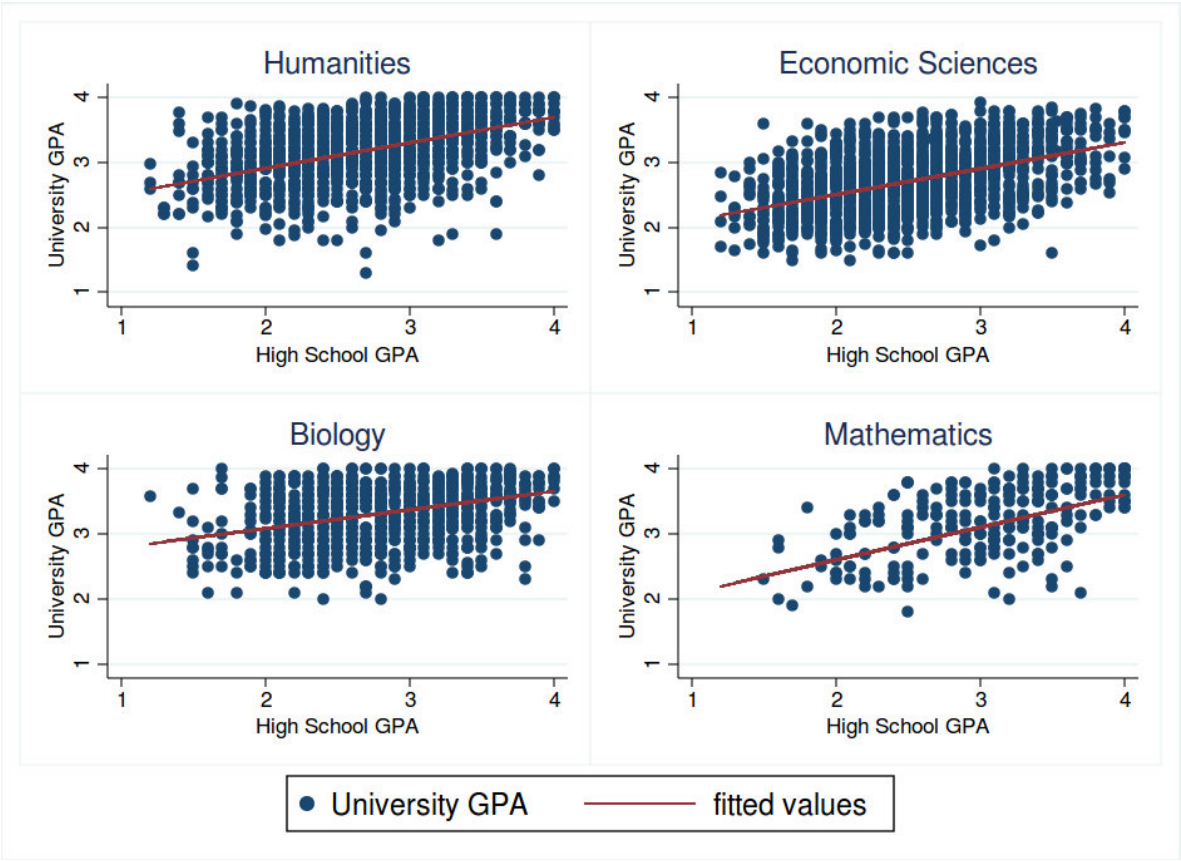 Humanities
University GPA
4
3
2
1
1 2 3 4
High School GPA
Economic Sciences
University GPA
4
3
2
1
1 2 3 4
High School GPA
Biology
University GPA
4
3
2
1
1 2 3 4
High School GPA
Mathematics
University GPA
4
3
2
1
1 2 3 4
High School GPA
University GPA fitted values